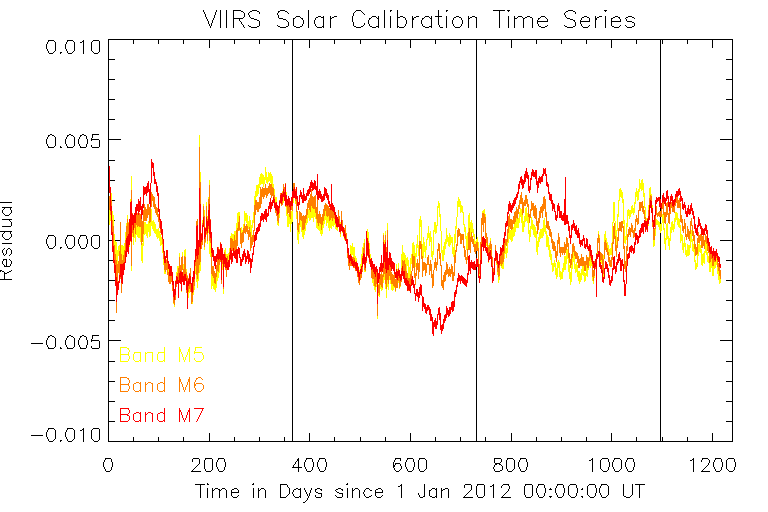 VIIRS Solar Calibration Time Series
0.010
0.005
0.000
-0.005
-0.010
Residual
Band M5
Band M6
Band M7
0 200 400 600 800 1000 1200
Time in Days since 1 Jan 2012 00:00:00 UT